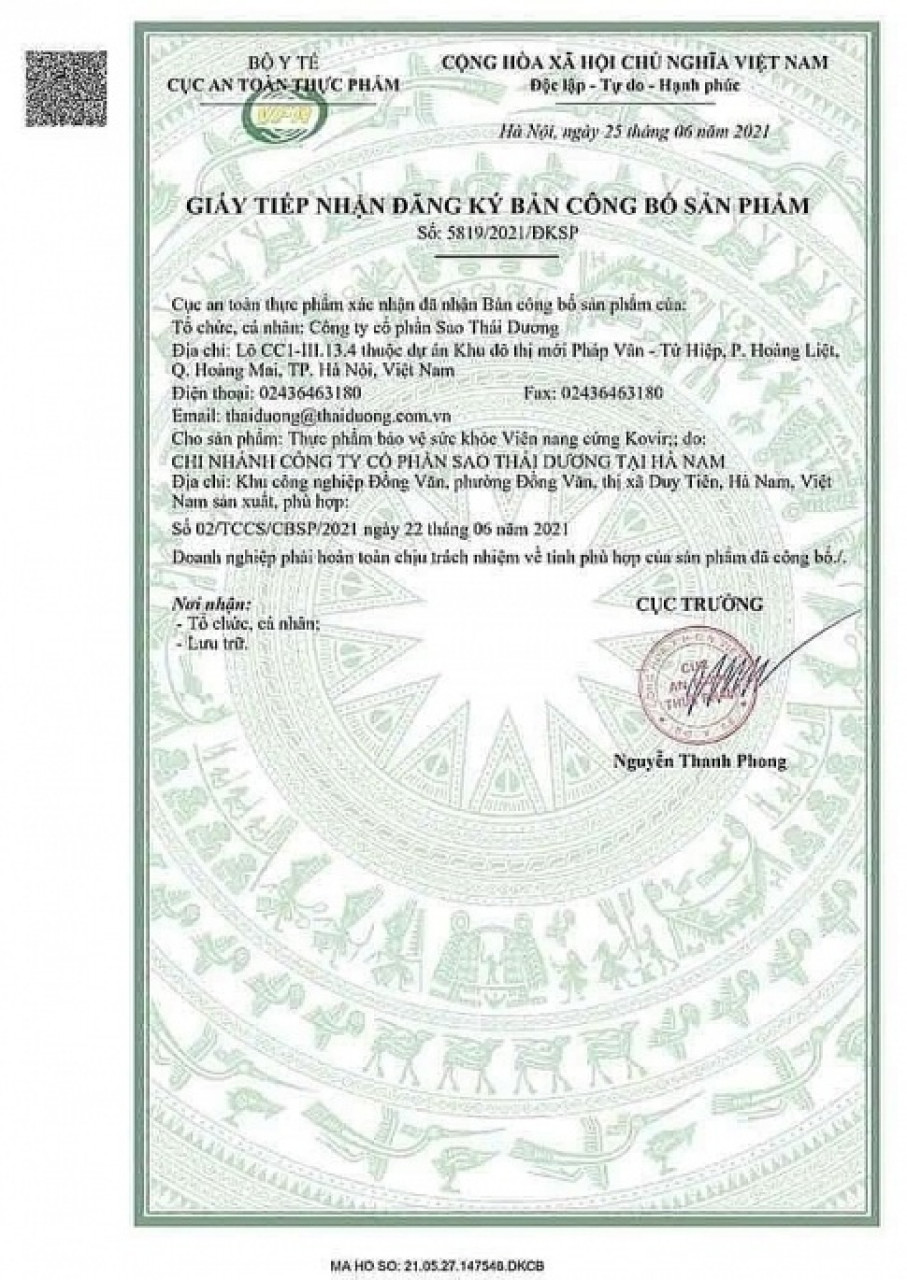 BỘ Y TẾ
CỤC AN TOÀN THỰC PHẨM
VFA
CỘNG HÒA XÃ HỘI CHỦ NGHĨA VIỆT NAM
Độc lập - Tự do - Hạnh phúc
Hà Nội, ngày 25 tháng 06 năm 2021
GIẤY TIẾP NHẬN ĐĂNG KÝ BẢN CÔNG BỐ SẢN PHẨM
Số: 5819/2021/ĐKSP
Cục an toàn thực phẩm xác nhận đã nhận Bản công bố sản phẩm của:
Tổ chức, cá nhân: Công ty cổ phần Sao Thái Dương
Địa chỉ: Lô CC1-III.13.4 thuộc dự án Khu đô thị mới Pháp Vân - Tứ Hiệp, P. Hoàng Liệt,
Q. Hoàng Mai, TP. Hà Nội, Việt Nam
Điện thoại: 02436463180 Fax: 02436463180
Email: thaiduong@thaiduong.com.vn
Cho sản phẩm: Thực phẩm bảo vệ sức khỏe Viên nang cứng Kovir;; do:
CHI NHÁNH CÔNG TY CỔ PHẦN SAO THÁI DƯƠNG TẠI HÀ NAM
Địa chỉ: Khu công nghiệp Đồng Văn, phường Đồng Văn, thị xã Duy Tiên, Hà Nam, Việt
Nam sản xuất, phù hợp:
Số 02/TCCS/CBSP/2021 ngày 22 tháng 06 năm 2021
Doanh nghiệp phải hoàn toàn chịu trách nhiệm về tính phù hợp của sản phẩm đã công bố./.
Nơi nhận:
- Tổ chức, cá nhân;
- Lưu trữ.
CỤC TRƯỞNG
CỤC
AN
Nguyễn Thanh Phong
MA HO SO: 21.05.27.147540.DKCB